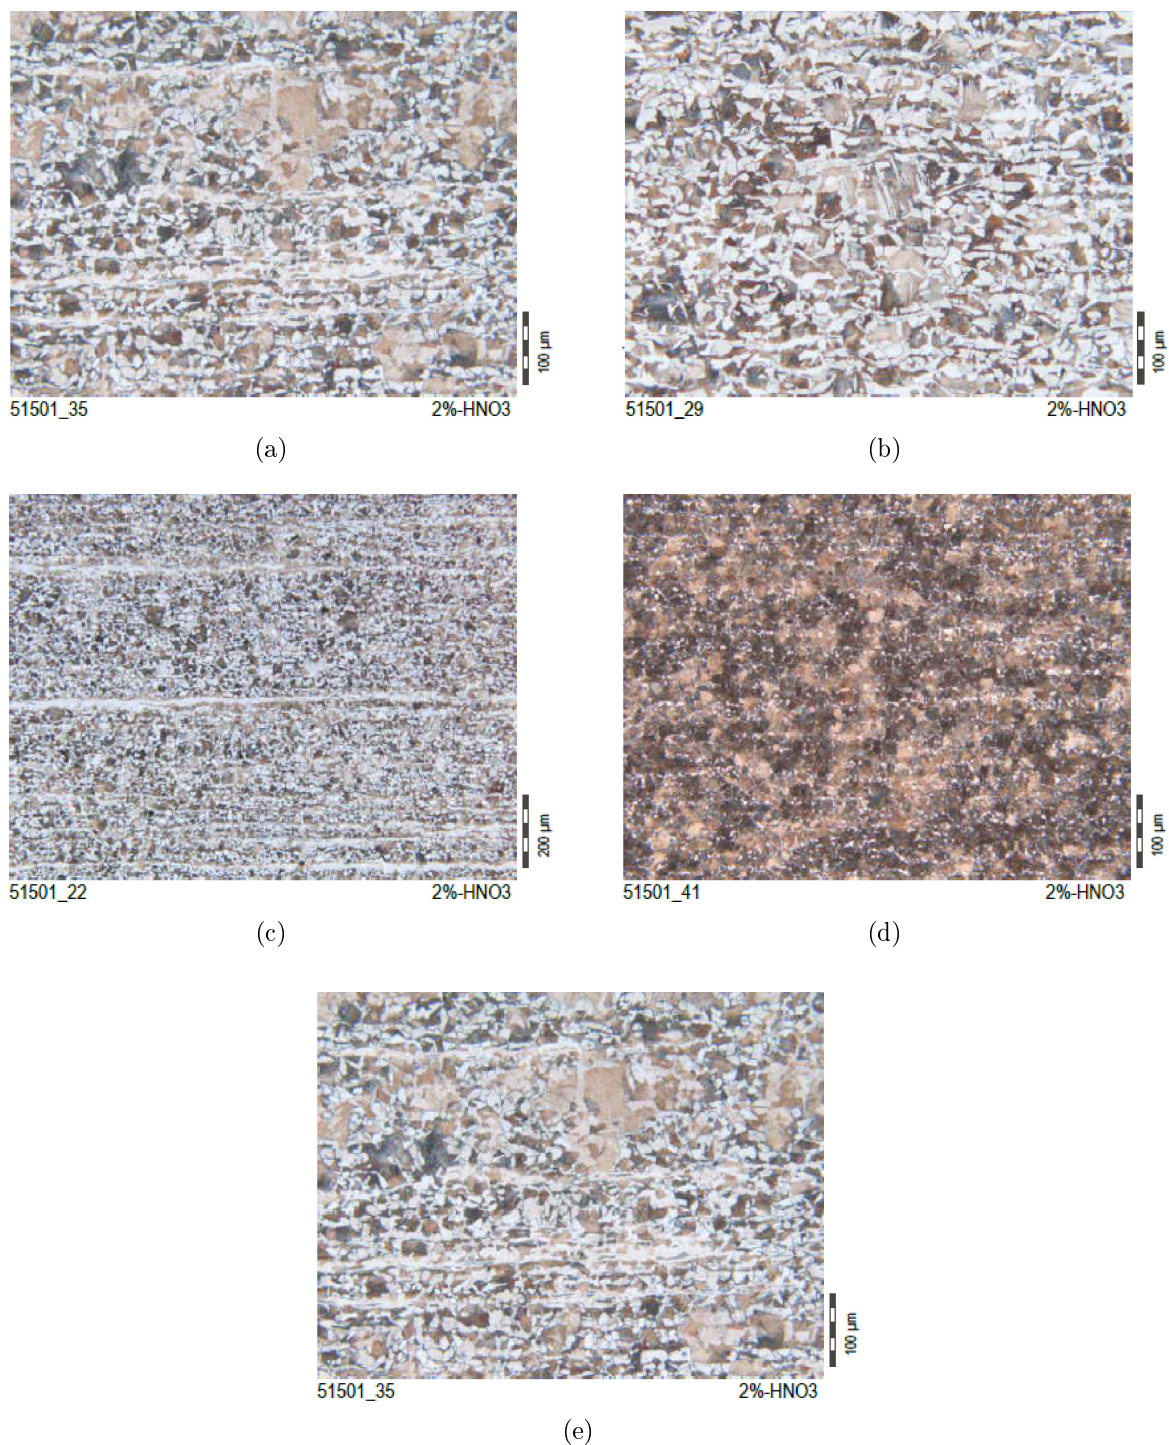 100 µm
51501_35 2%-HNO3
(a)
100 µm
51501_29 2%-HNO3
(b)
200 µm
51501_22 2%-HNO3
(c)
100 µm
51501_41 2%-HNO3
(d)
100 µm
51501_35 2%-HNO3
(e)